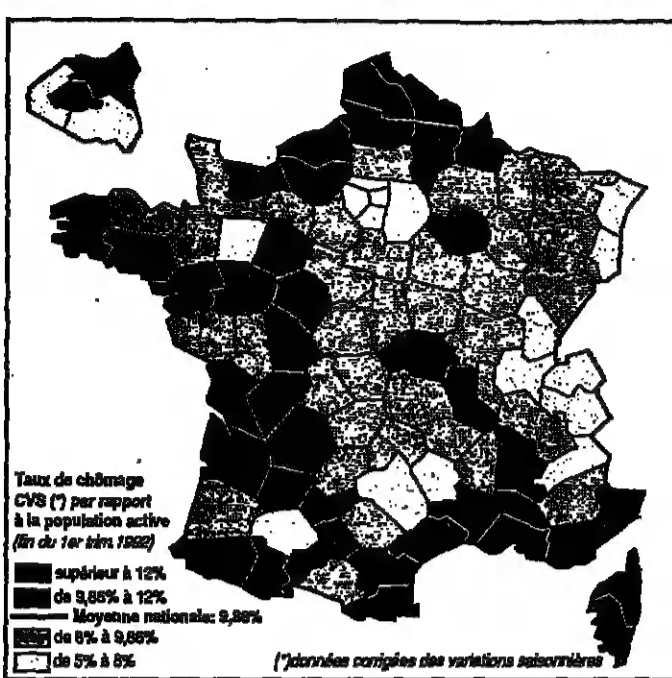 Taux de chômage
CVS (*) par rapport
à la population active
(fin du 1er trim. 1992)
supérieur à 12%
de 9,86% à 12%
Moyenne nationale: 9,86%
de 8% à 9,86%
de 5% à 8%
(*)données corrigées des variations saisonnières